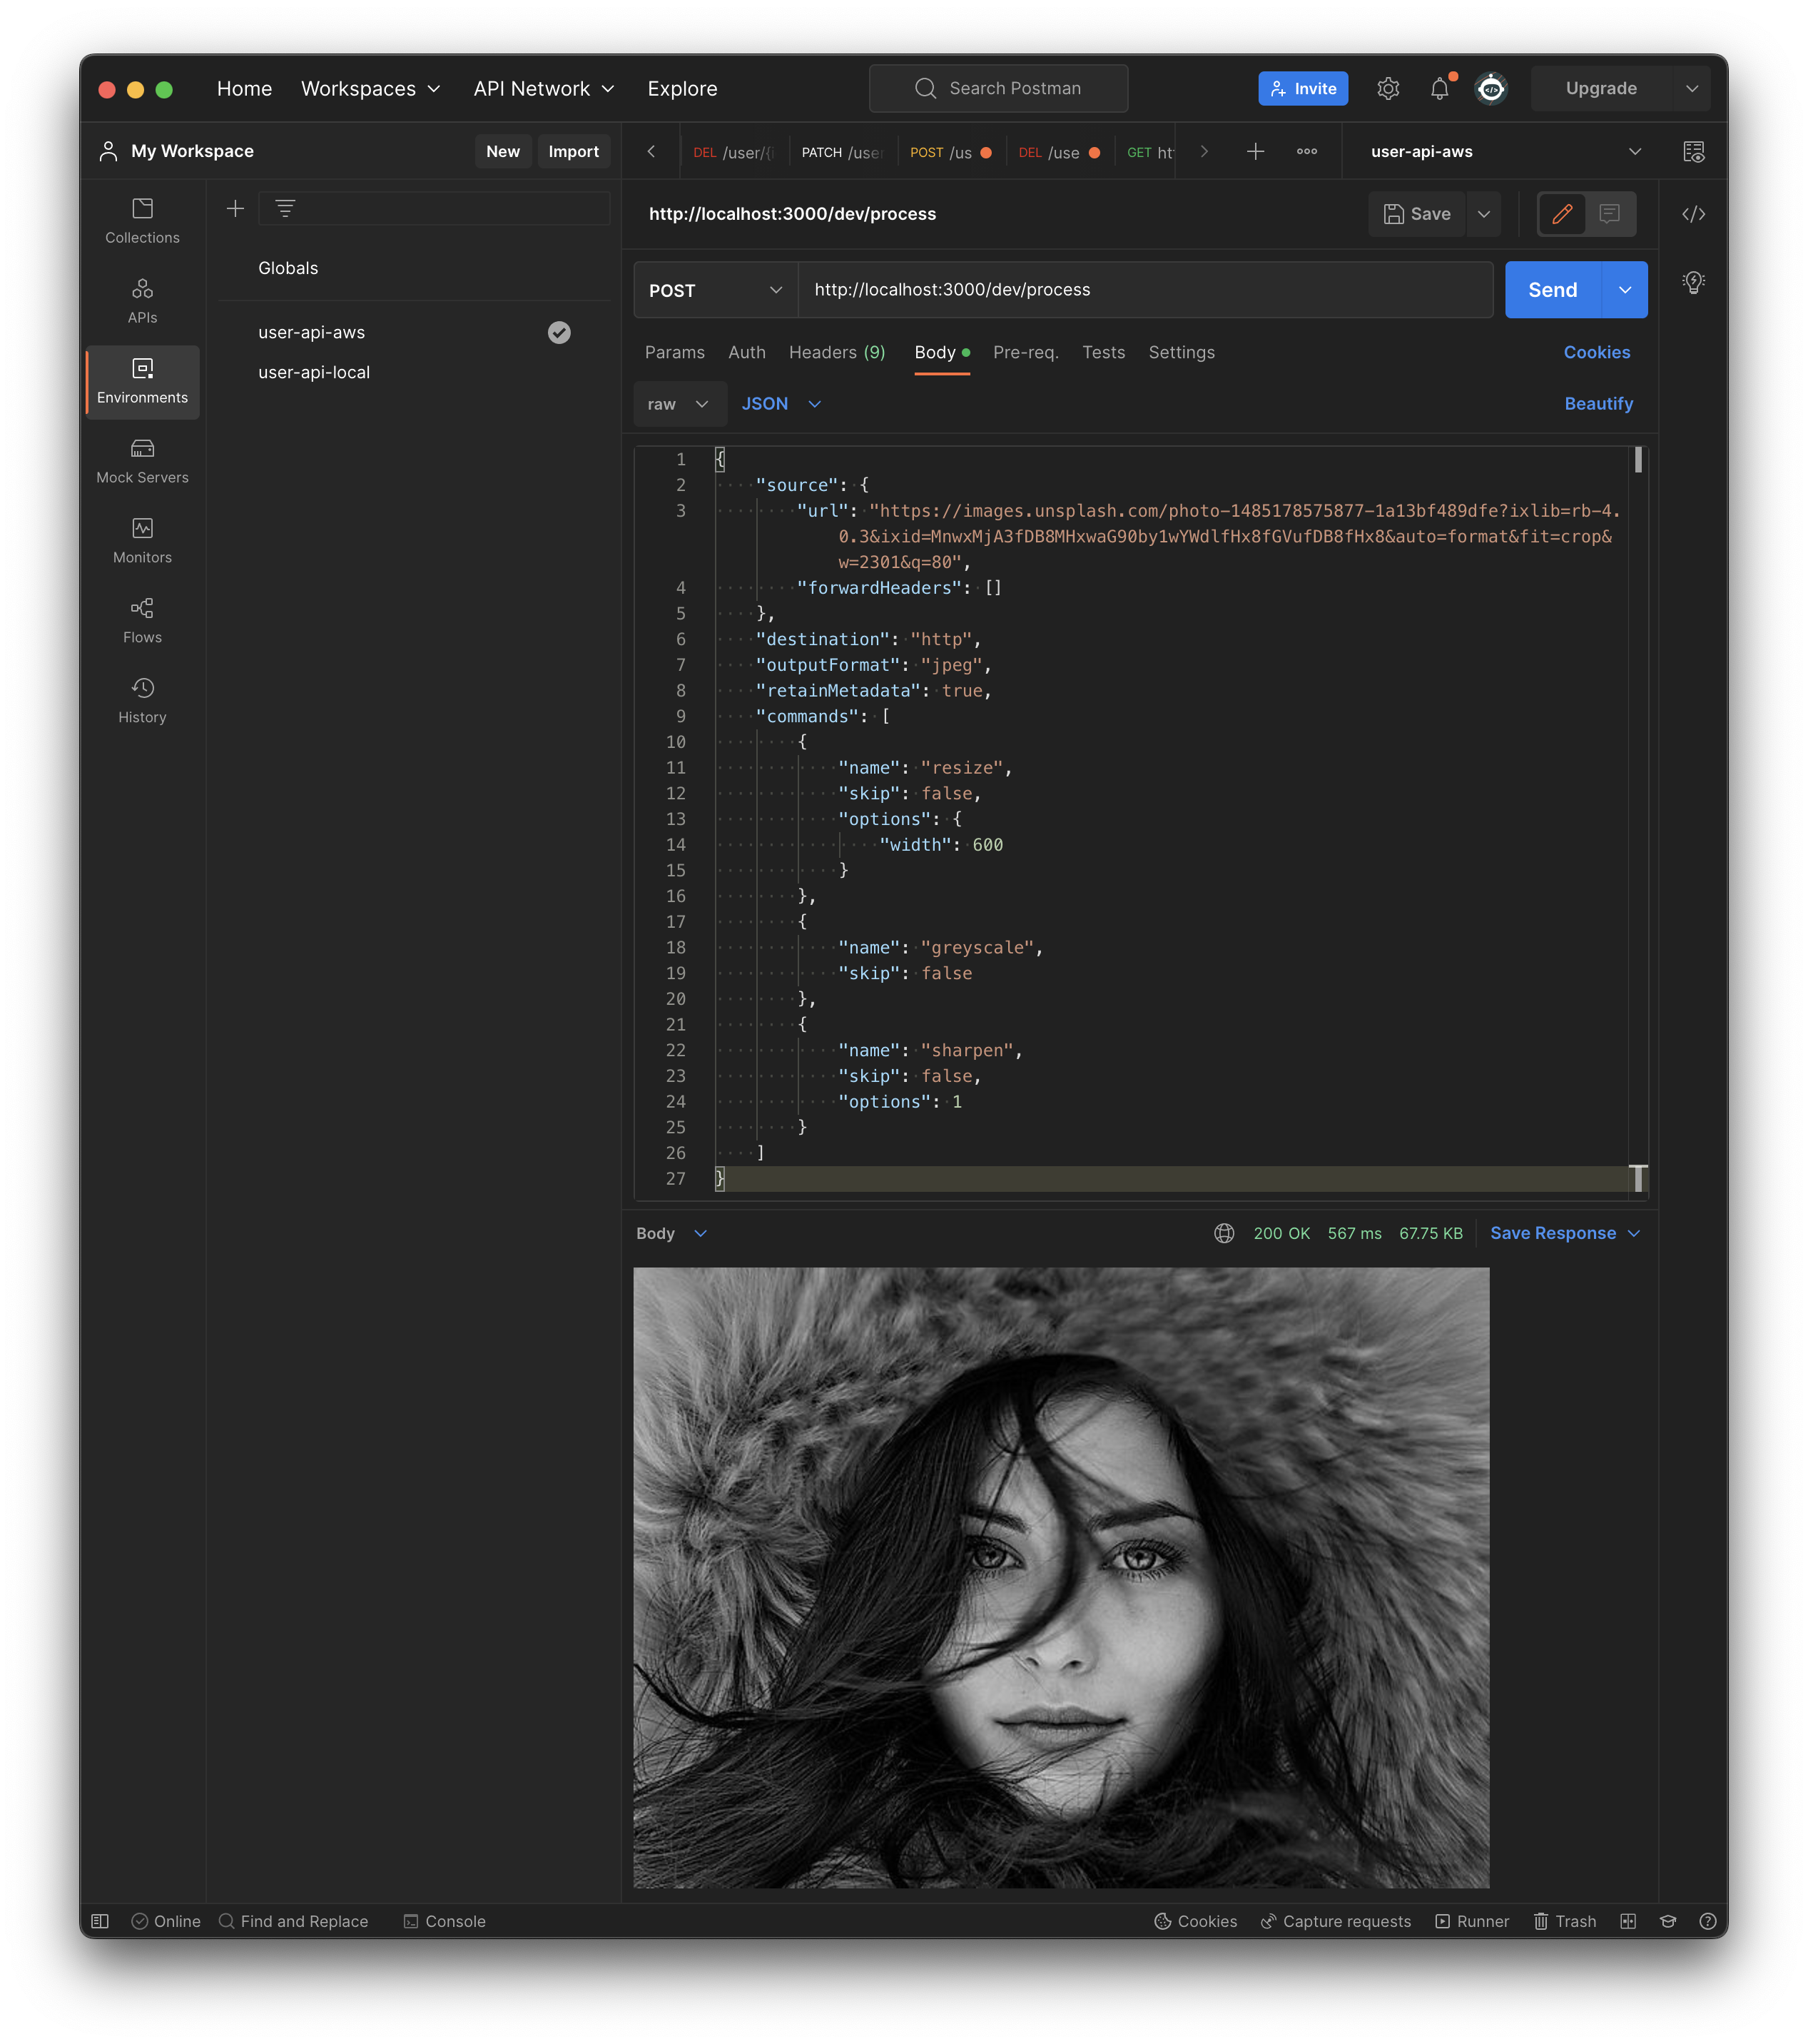 Home Workspaces API Network Explore Search Postman Invite Upgrade
My Workspace New Import DEL /user/{ PATCH /user POST /us DEL /use GET ht user-api-aws
Collections
APIs
Environments
Mock Servers
Monitors
Flows
History
Globals
user-api-aws
user-api-local
http://localhost:3000/dev/process Save
POST http://localhost:3000/dev/process Send
Params Auth Headers (9) Body Pre-req. Tests Settings Cookies
raw JSON Beautify
1 {
2 "source": {
3 "url": "https://images.unsplash.com/photo-1485178575877-1a13bf489dfe?ixlib=rb-4.
0.3&ixid=MnwxMjA3fDB8MHxwaG90by1wYWdlfHx8fGVufDB8fHx8&auto=format&fit=crop&
w=2301&q=80",
4 "forwardHeaders": []
5 },
6 "destination": "http",
7 "outputFormat": "jpeg",
8 "retainMetadata": true,
9 "commands": [
10 {
11 "name": "resize",
12 "skip": false,
13 "options": {
14 "width": 600
15 }
16 },
17 {
18 "name": "greyscale",
19 "skip": false
20 },
21 {
22 "name": "sharpen",
23 "skip": false,
24 "options": 1
25 }
26 ]
27 }
Body 200 OK 567 ms 67.75 KB Save Response
Online Find and Replace Console Cookies Capture requests Runner Trash